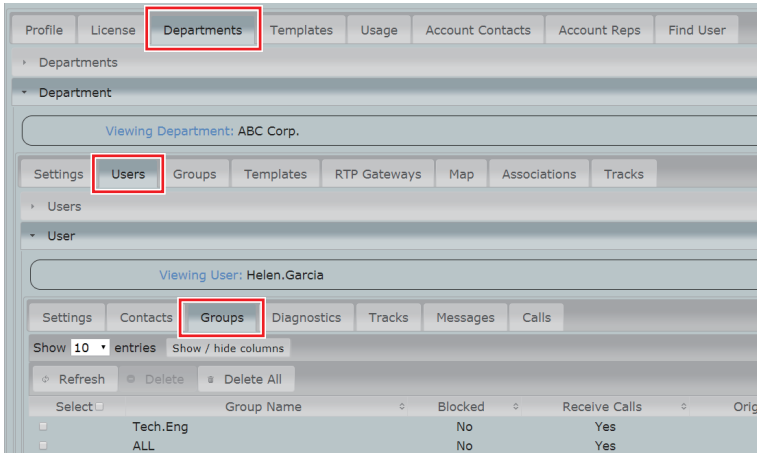 Profile License Departments Templates Usage Account Contacts Account Reps Find User
Departments
Department
Viewing Department: ABC Corp.
Settings Users Groups Templates RTP Gateways Map Associations Tracks
Users
User
Viewing User: Helen.Garcia
Settings Contacts Groups Diagnostics Tracks Messages Calls
Show 10 entries Show / hide columns
Refresh Delete Delete All
Select Group Name Blocked Receive Calls Orig
Tech.Eng No Yes
ALL No Yes